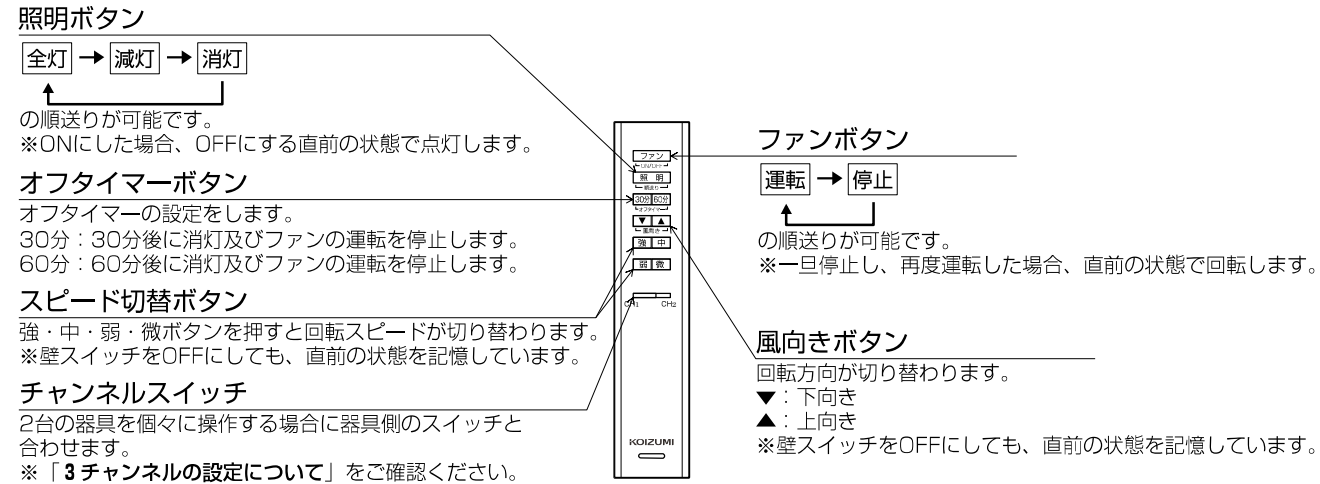 照明ボタン
全灯 → 減灯 → 消灯
の順送りが可能です。
※ONにした場合、OFFにする直前の状態で点灯します。
オフタイマーボタン
オフタイマーの設定をします。
30分：30分後に消灯及びファンの運転を停止します。
60分：60分後に消灯及びファンの運転を停止します。
スピード切替ボタン
強・中・弱・微ボタンを押すと回転スピードが切り替わります。
※壁スイッチをOFFにしても、直前の状態を記憶しています。
チャンネルスイッチ
2台の器具を個々に操作する場合に器具側のスイッチと
合わせます。
※「3 チャンネルの設定について」をご確認ください。
ファン
ON/OFF
照 明
順送り
30分 60分
オフタイマー
▼ ▲
風向き
強 中
弱 微
CH1 CH2
KOIZUMI
ファンボタン
運転 → 停止
の順送りが可能です。
※一旦停止し、再度運転した場合、直前の状態で回転します。
風向きボタン
回転方向が切り替わります。
▼：下向き
▲：上向き
※壁スイッチをOFFにしても、直前の状態を記憶しています。